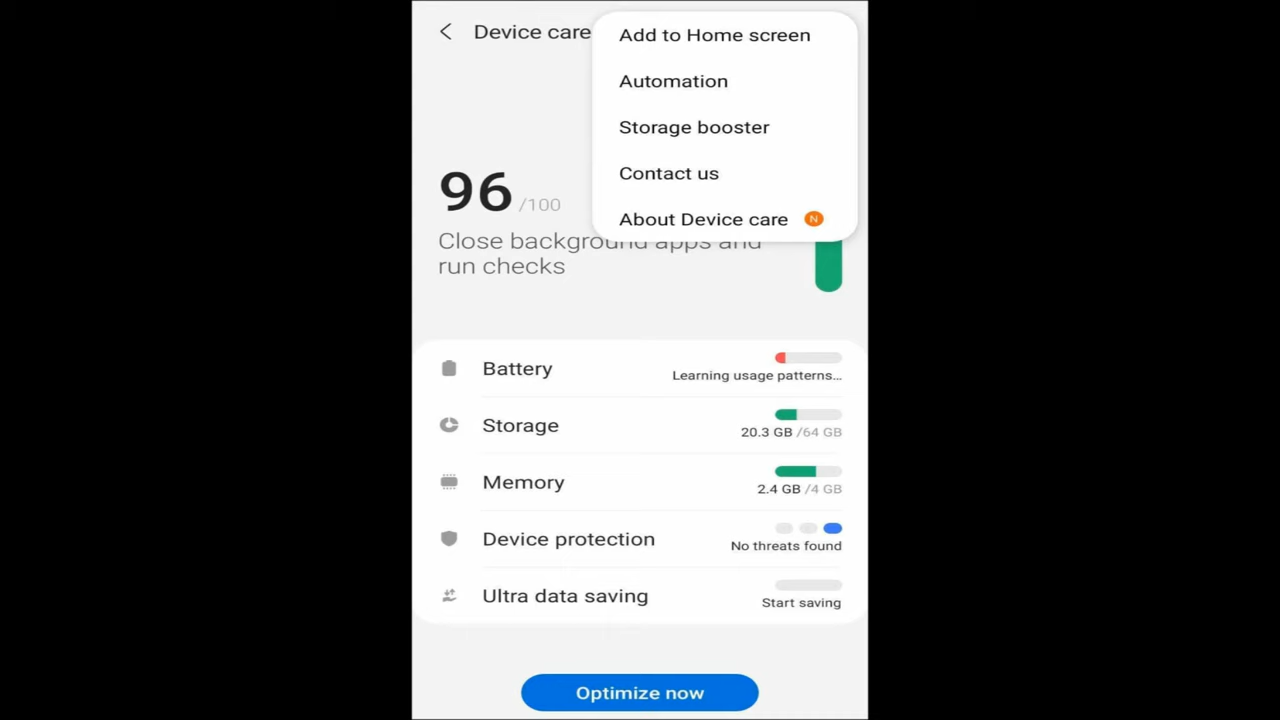 Device care
Add to Home screen
Automation
Storage booster
Contact us
About Device care N
96 /100
Close background apps and
run checks
Battery
Learning usage patterns...
Storage
20.3 GB /64 GB
Memory
2.4 GB /4 GB
Device protection
No threats found
Ultra data saving
Start saving
Optimize now